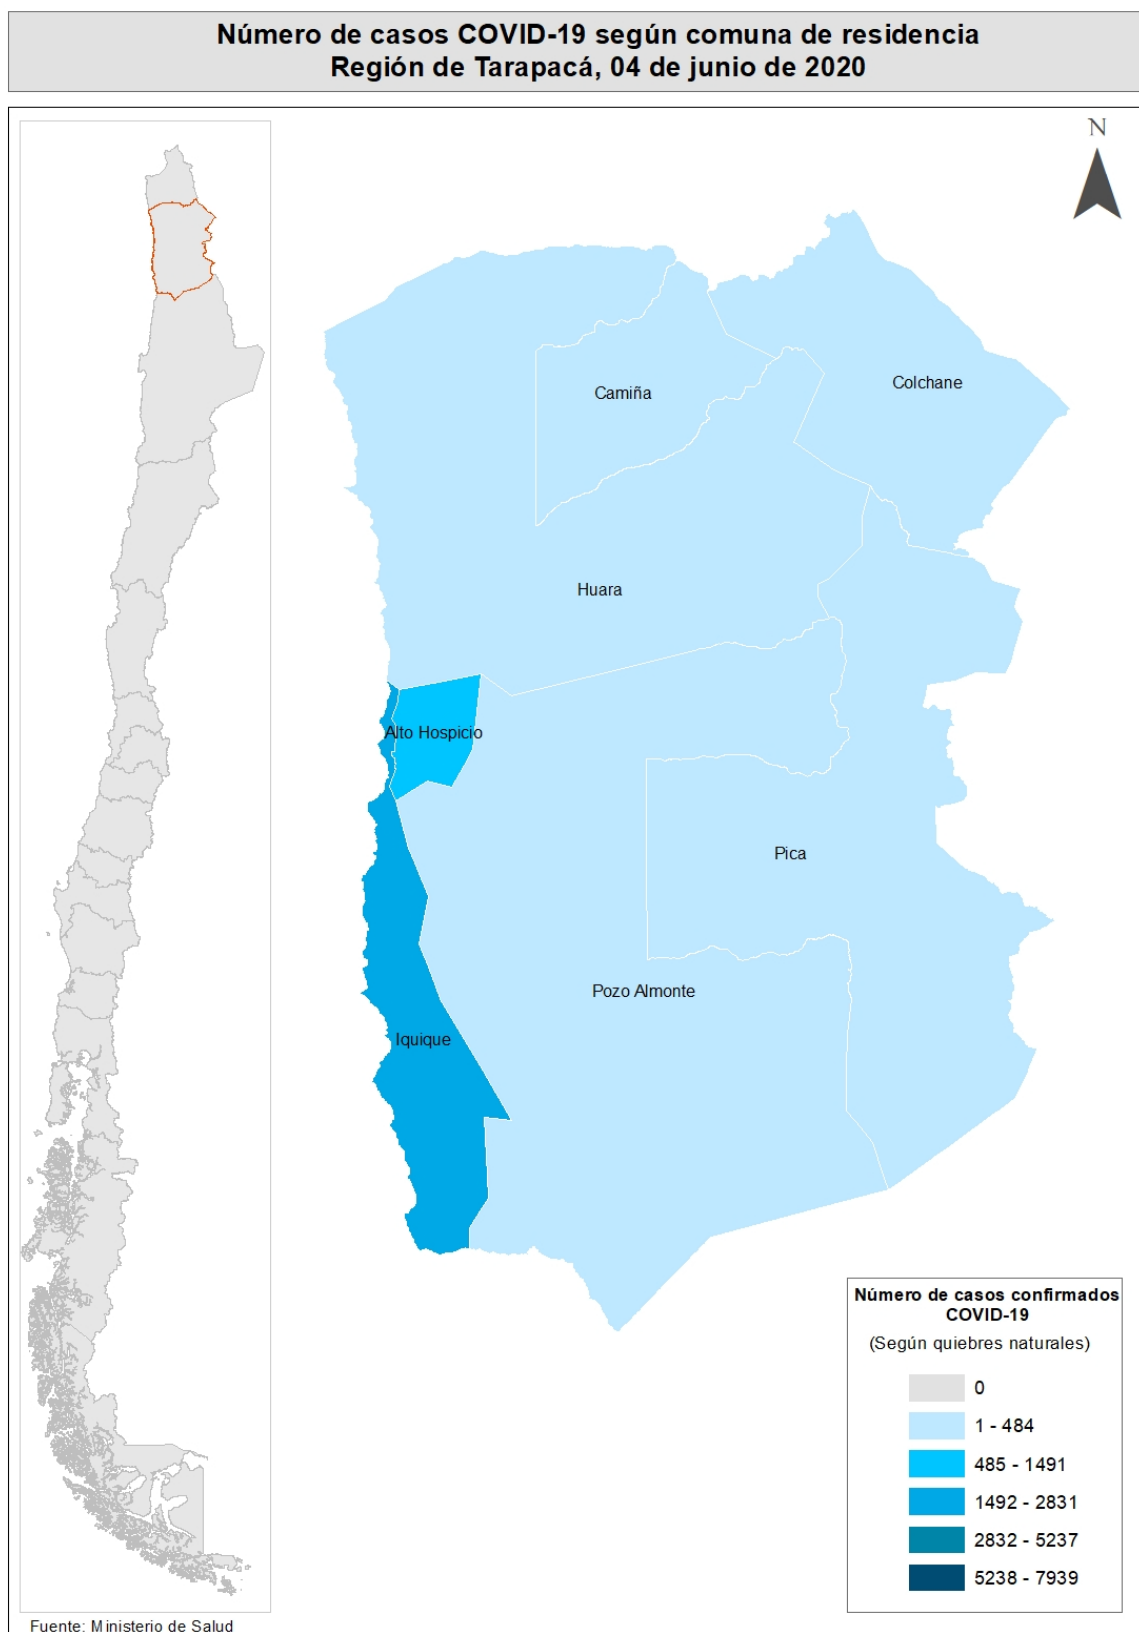 Número de casos COVID-19 según comuna de residencia
Región de Tarapacá, 04 de junio de 2020
N
Camiña
Colchane
Huara
Alto Hospicio
Pica
Pozo Almonte
Iquique
Número de casos confirmados
COVID-19
(Según quiebres naturales)
0
1 - 484
485 - 1491
1492 - 2831
2832 - 5237
5238 - 7939
Fuente: Ministerio de Salud